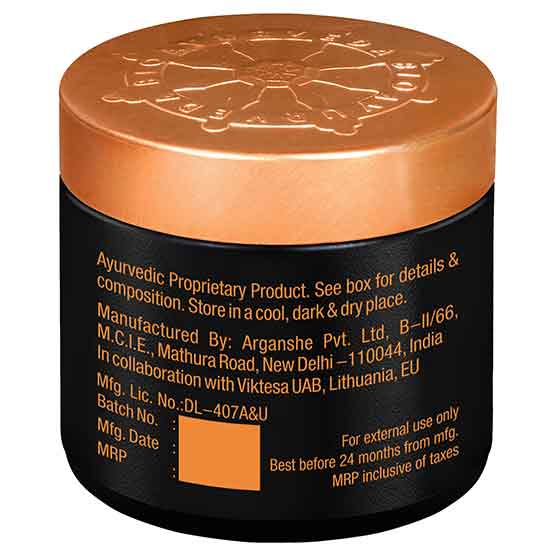 BIO AYURVEDA
Ayurvedic Proprietary Product. See box for details &
composition. Store in a cool, dark & dry place.
Manufactured By: Arganshe Pvt. Ltd, B-II/66,
M.C.I.E., Mathura Road, New Delhi -110044, India
In collaboration with Viktesa UAB, Lithuania, EU
Mfg. Lic. No.:DL-407A&U
Batch No. :
Mfg. Date :
MRP :
For external use only
Best before 24 months from mfg.
MRP inclusive of taxes